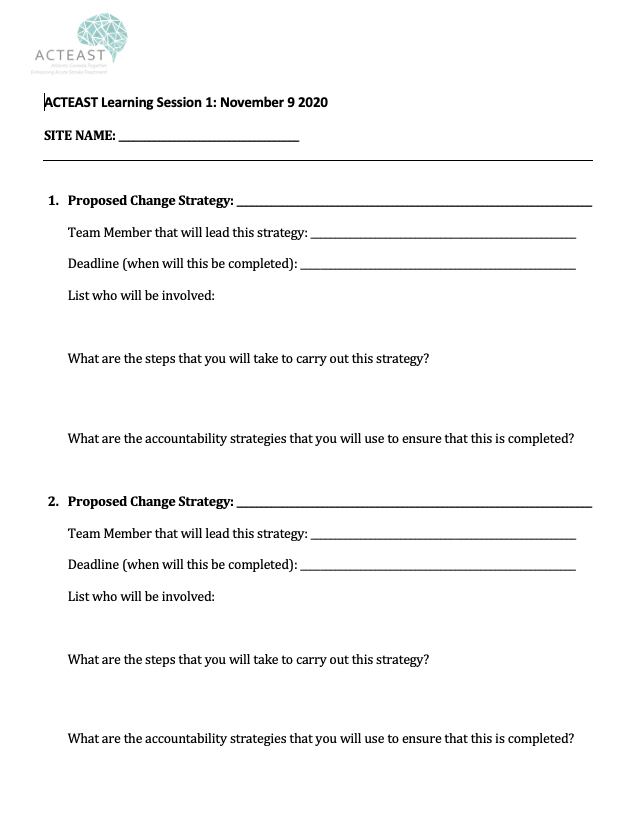 ACTEAST
Atlantic Canada Together
Enhancing Acute Stroke Treatment
ACTEAST Learning Session 1: November 9 2020
SITE NAME: ______________________________
1. Proposed Change Strategy: ____________________________________________________________
Team Member that will lead this strategy: ____________________________________________
Deadline (when will this be completed): ______________________________________________
List who will be involved:
What are the steps that you will take to carry out this strategy?
What are the accountability strategies that you will use to ensure that this is completed?
2. Proposed Change Strategy: ____________________________________________________________
Team Member that will lead this strategy: ____________________________________________
Deadline (when will this be completed): ______________________________________________
List who will be involved:
What are the steps that you will take to carry out this strategy?
What are the accountability strategies that you will use to ensure that this is completed?